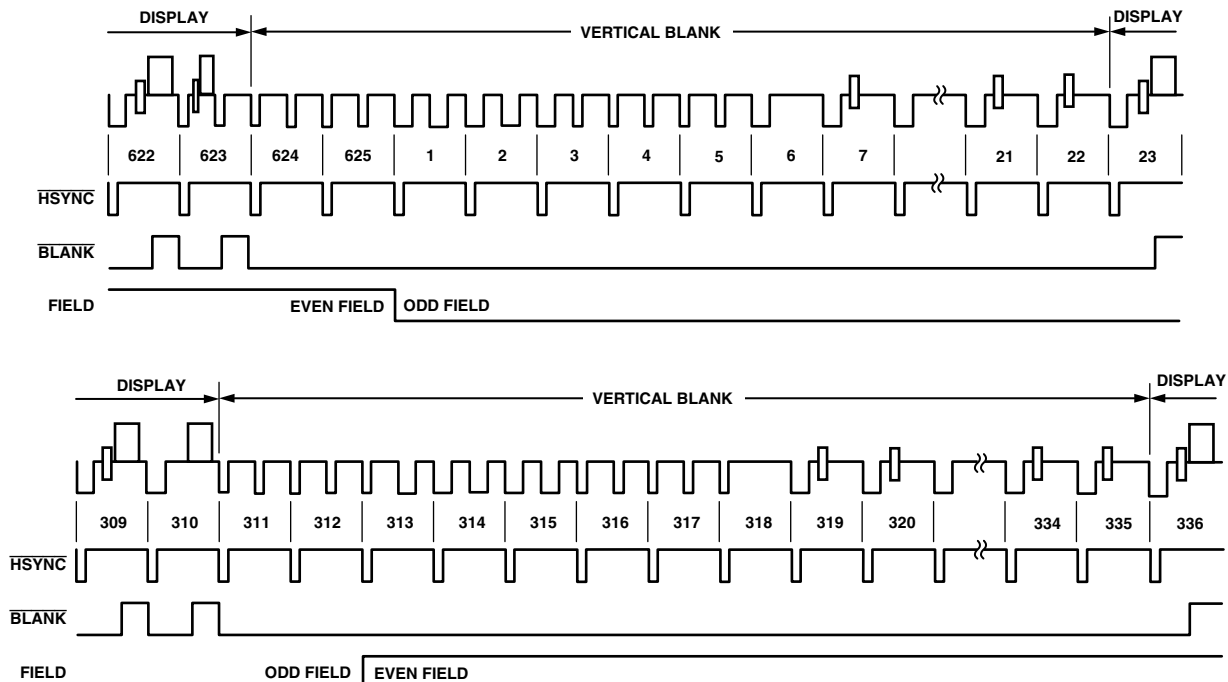 DISPLAY VERTICAL BLANK DISPLAY
622 623 624 625 1 2 3 4 5 6 7 21 22 23
HSYNC
BLANK
FIELD EVEN FIELD ODD FIELD
DISPLAY VERTICAL BLANK DISPLAY
309 310 311 312 313 314 315 316 317 318 319 320 334 335 336
HSYNC
BLANK
FIELD ODD FIELD EVEN FIELD